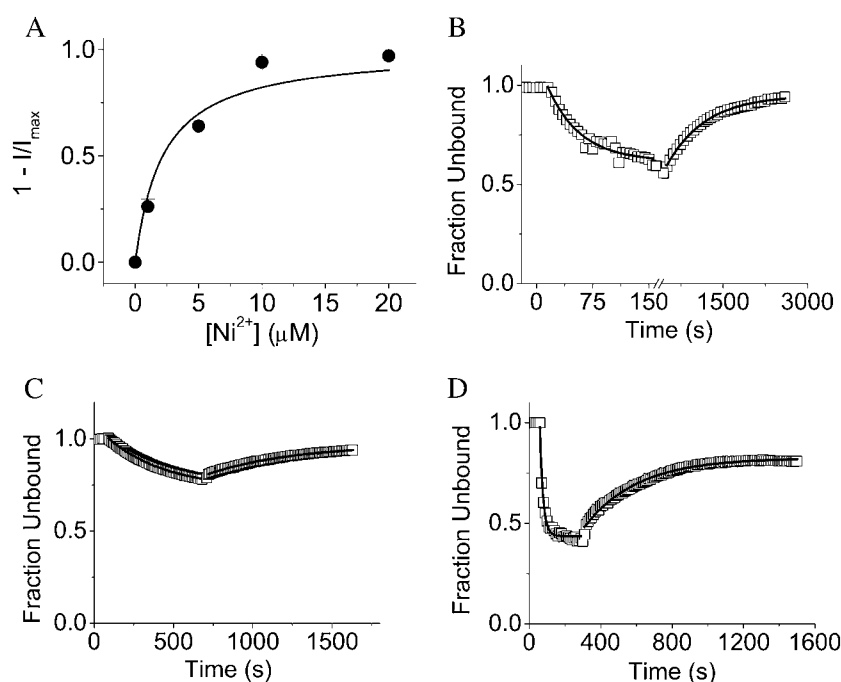 A
1 - I/Imax
1.0
0.5
0.0
0 5 10 15 20
[Ni2+] (μM)
B
Fraction Unbound
1.0
0.5
0.0
0 75 150 1500 3000
Time (s)
C
Fraction Unbound
1.0
0.5
0.0
0 500 1000 1500
Time (s)
D
Fraction Unbound
1.0
0.5
0.0
0 400 800 1200 1600
Time (s)